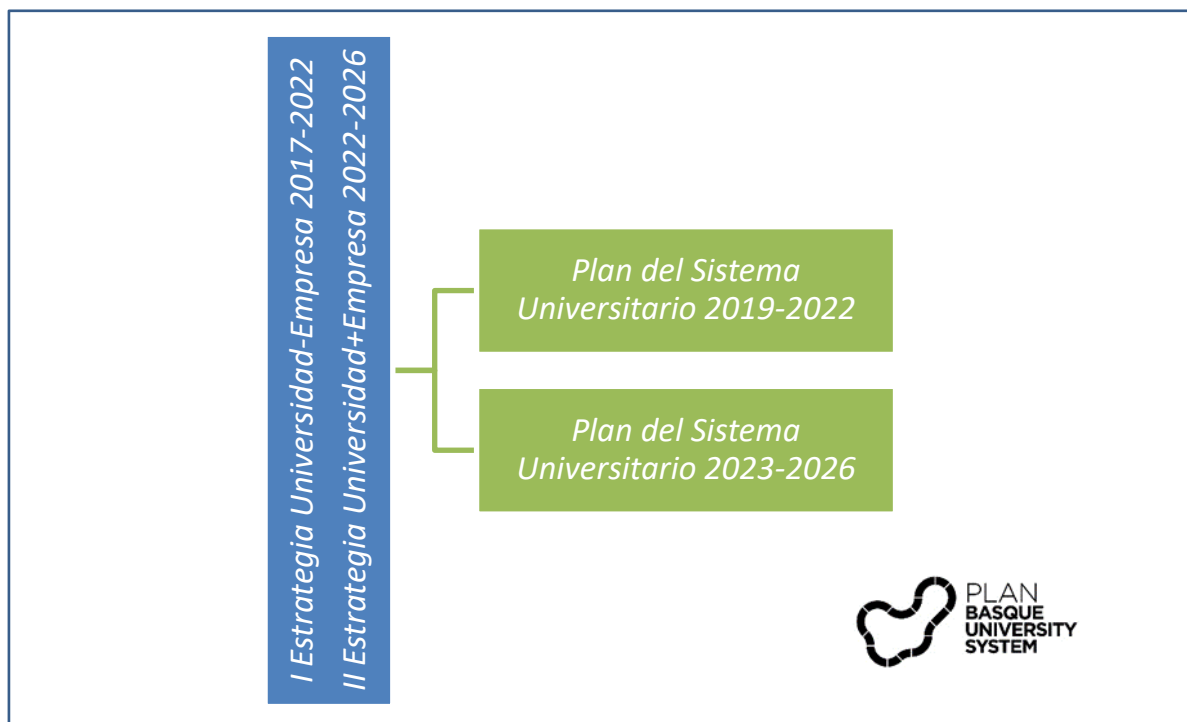 I Estrategia Universidad-Empresa 2017-2022
II Estrategia Universidad+Empresa 2022-2026
Plan del Sistema
Universitario 2019-2022
Plan del Sistema
Universitario 2023-2026
PLAN
BASQUE
UNIVERSITY
SYSTEM